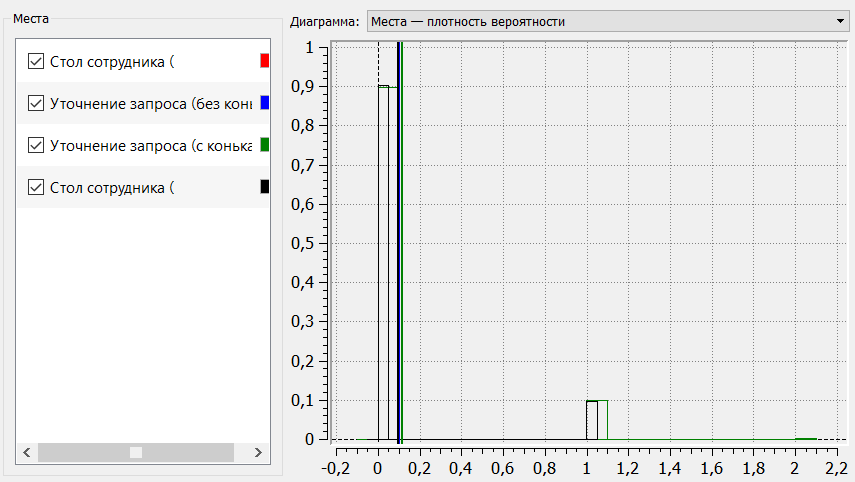 Места
Стол сотрудника (
Уточнение запроса (без конь
Уточнение запроса (с конька
Стол сотрудника (
Диаграмма: Места — плотность вероятности
1
0,9
0,8
0,7
0,6
0,5
0,4
0,3
0,2
0,1
0
-0,2 0 0,2 0,4 0,6 0,8 1 1,2 1,4 1,6 1,8 2 2,2